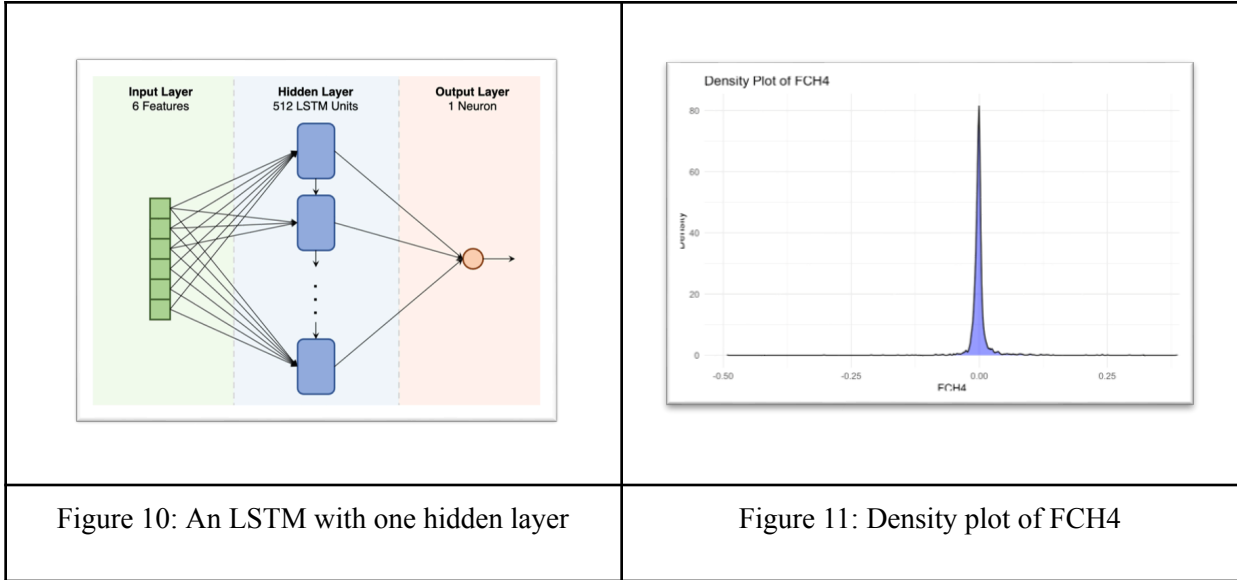 Input Layer
6 Features
Hidden Layer
512 LSTM Units
Output Layer
1 Neuron
Density Plot of FCH4
80
60
40
20
0
Density
-0.50
-0.25
0.00
0.25
FCH4
Figure 10: An LSTM with one hidden layer
Figure 11: Density plot of FCH4